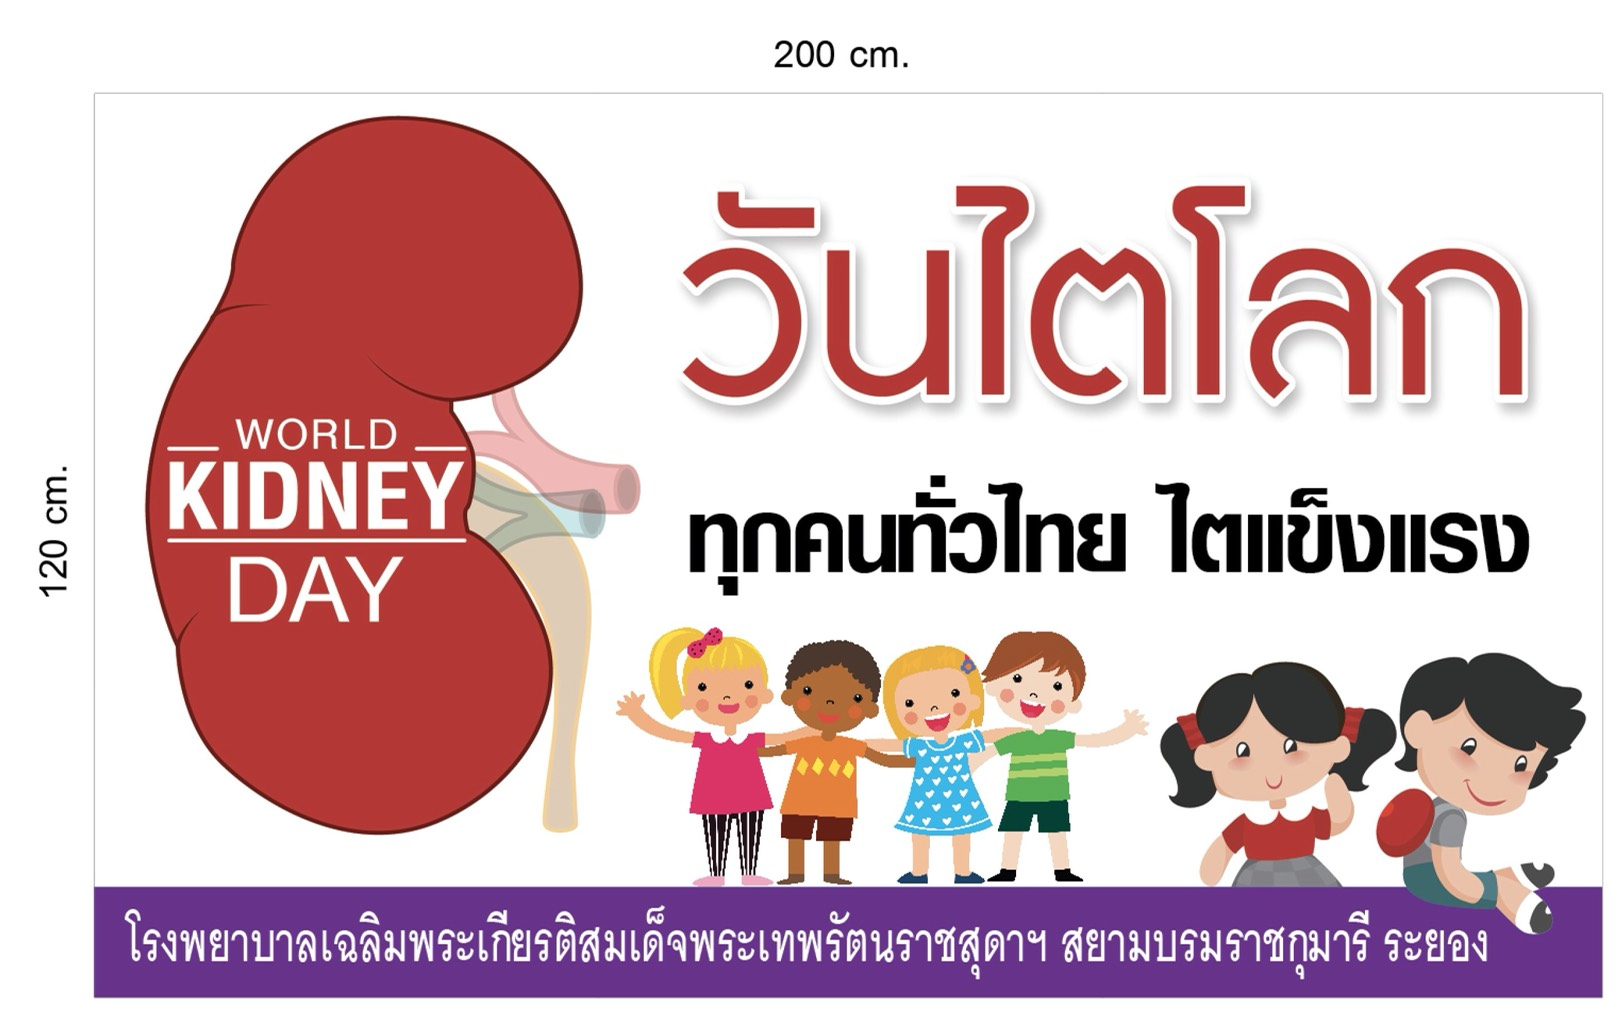 200 cm.
120 cm.
WORLD
KIDNEY
DAY
วันไตโลก
ทุกคนทั่วไทย ไตแข็งแรง
โรงพยาบาลเฉลิมพระเกียรติสมเด็จพระเทพรัตนราชสุดาฯ สยามบรมราชกุมารี ระยอง